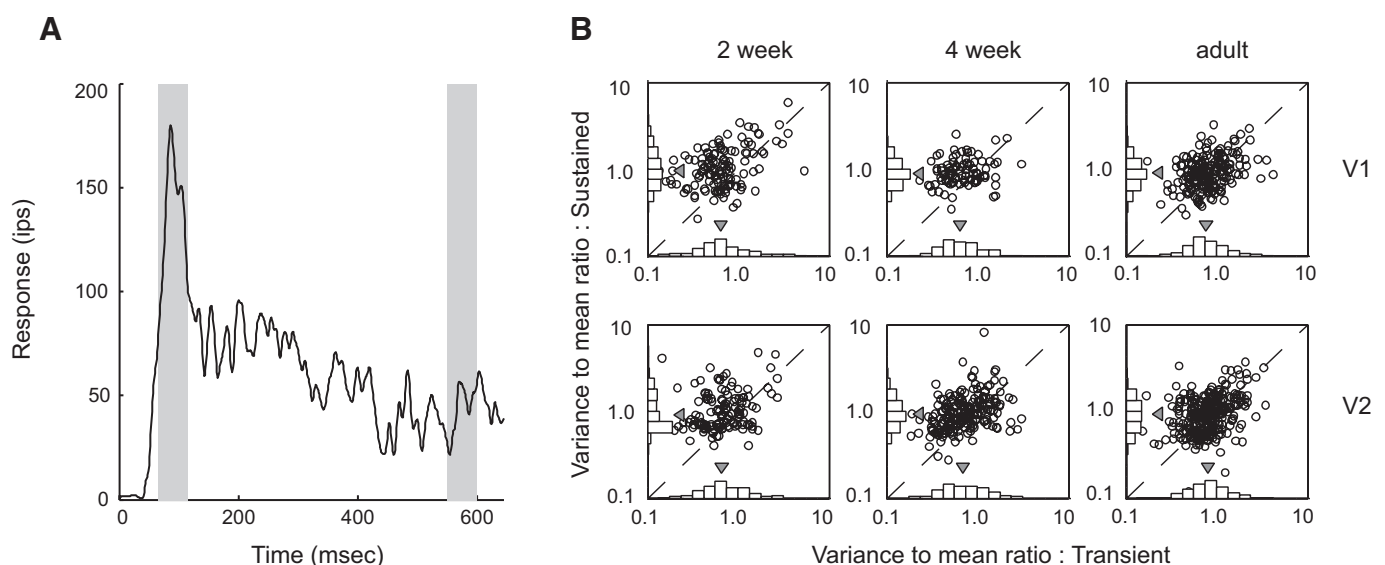 A
Response (ips)
200
150
100
50
0
0 200 400 600
Time (msec)
B
2 week 4 week adult
Variance to mean ratio : Sustained
10 10 10
1.0 1.0 1.0
0.1 0.1 0.1
0.1 1.0 10 0.1 1.0 10 0.1 1.0 10
V1
10 10 10
1.0 1.0 1.0
0.1 0.1 0.1
0.1 1.0 10 0.1 1.0 10 0.1 1.0 10
V2
Variance to mean ratio : Transient